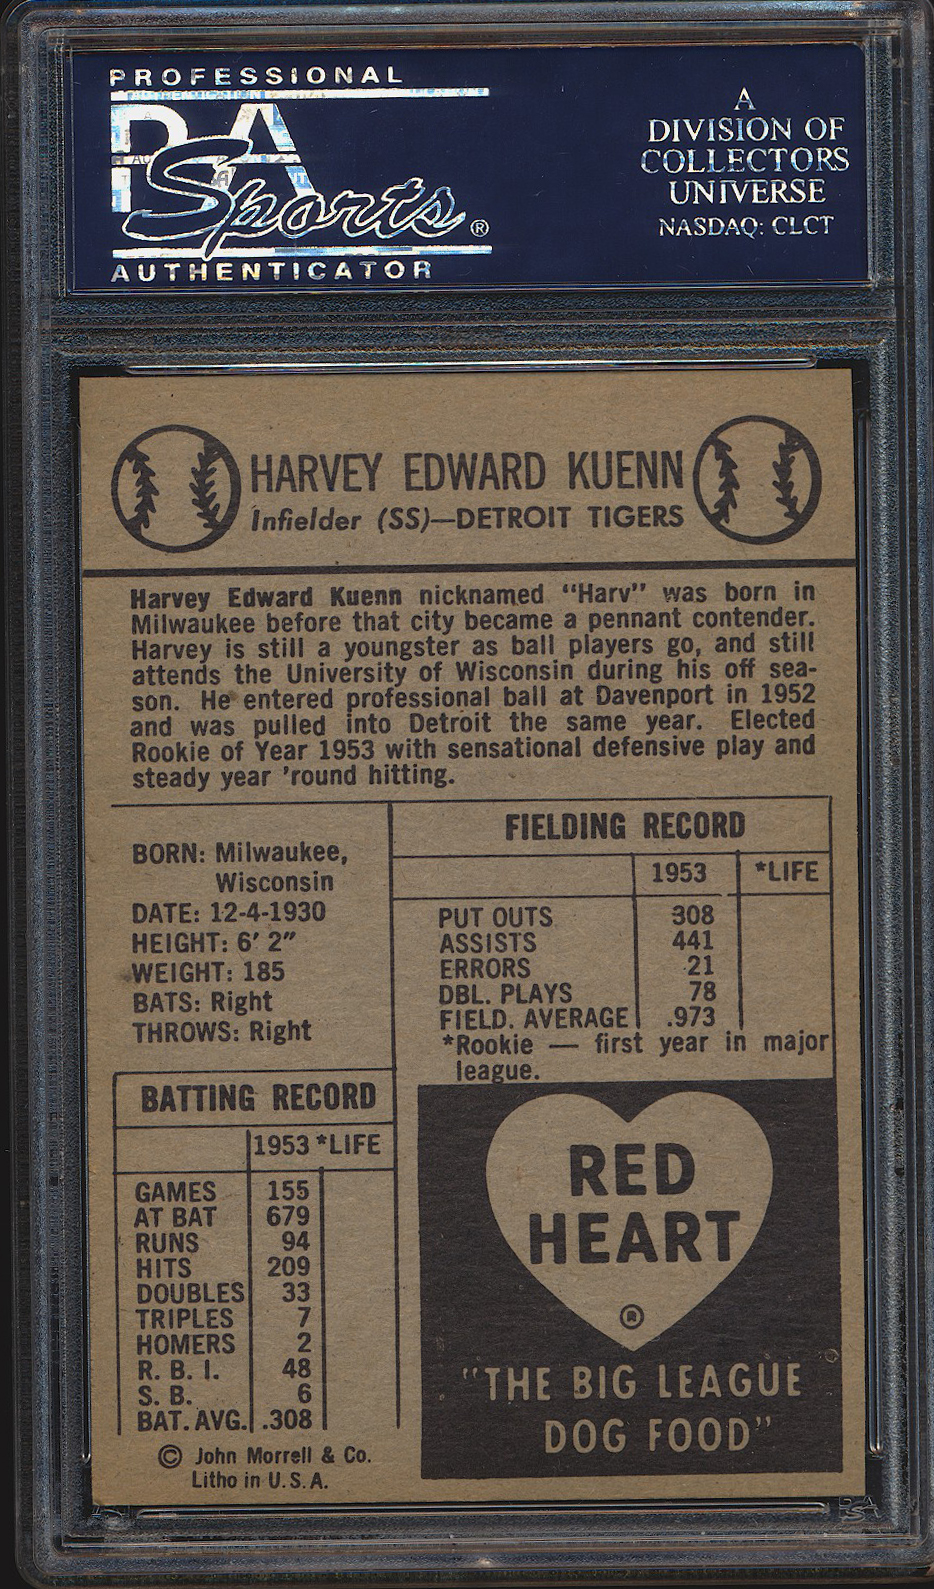 PROFESSIONAL
PSA
Sports®
AUTHENTICATOR
A
DIVISION OF
COLLECTORS
UNIVERSE
NASDAQ: CLCT
HARVEY EDWARD KUENN
Infielder (SS)—DETROIT TIGERS
Harvey Edward Kuenn nicknamed "Harv" was born in
Milwaukee before that city became a pennant contender.
Harvey is still a youngster as ball players go, and still
attends the University of Wisconsin during his off sea-
son. He entered professional ball at Davenport in 1952
and was pulled into Detroit the same year. Elected
Rookie of Year 1953 with sensational defensive play and
steady year 'round hitting.
BORN: Milwaukee,
Wisconsin
DATE: 12-4-1930
HEIGHT: 6' 2"
WEIGHT: 185
BATS: Right
THROWS: Right
FIELDING RECORD
1953 *LIFE
PUT OUTS 308
ASSISTS 441
ERRORS 21
DBL. PLAYS 78
FIELD. AVERAGE .973
*Rookie — first year in major
league.
BATTING RECORD
1953 *LIFE
GAMES 155
AT BAT 679
RUNS 94
HITS 209
DOUBLES 33
TRIPLES 7
HOMERS 2
R. B. I. 48
S. B. 6
BAT. AVG. .308
© John Morrell & Co.
Litho in U.S.A.
RED
HEART
®
"THE BIG LEAGUE
DOG FOOD"
PSA